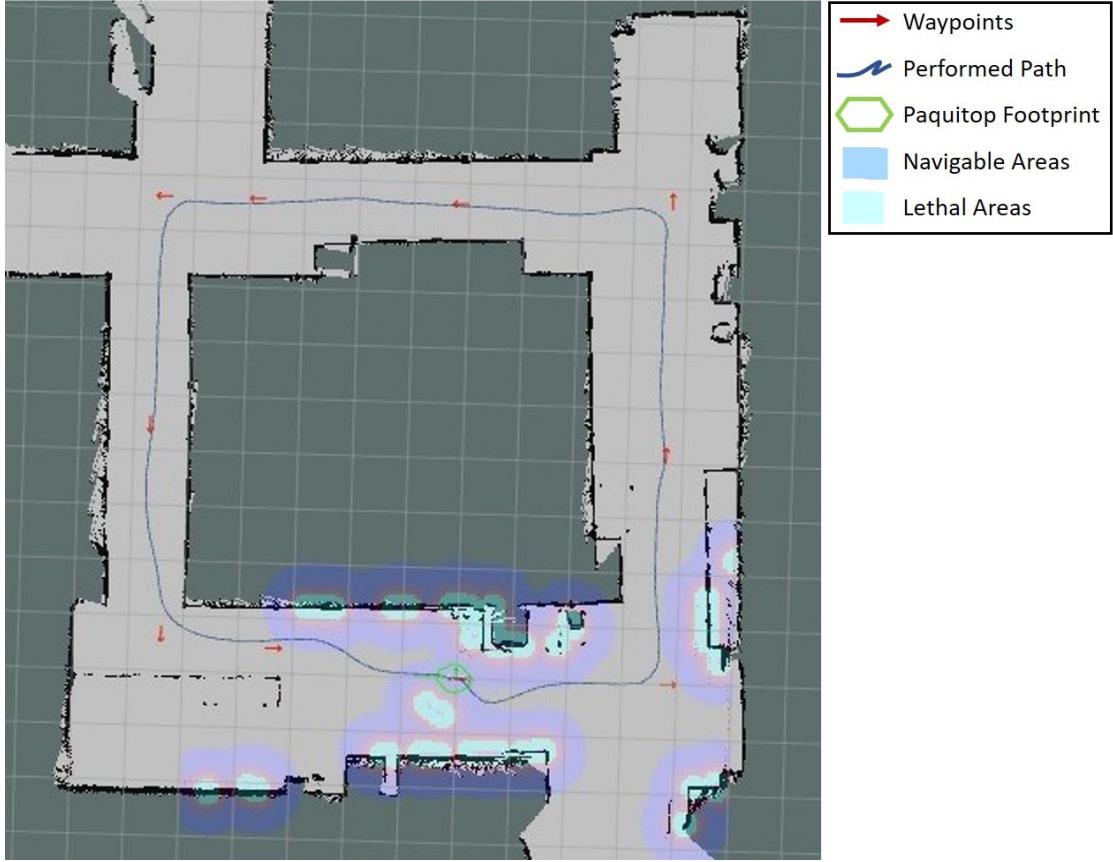 Waypoints
Performed Path
Paquitop Footprint
Navigable Areas
Lethal Areas